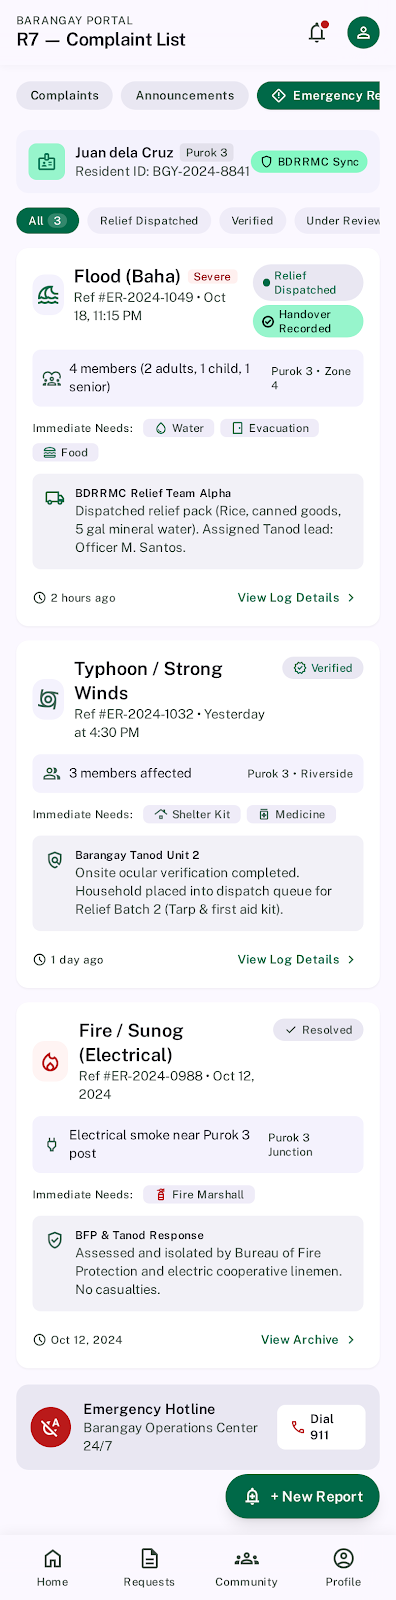 BARANGAY PORTAL
R7 — Complaint List
Complaints
Announcements
Emergency Re
Juan dela Cruz
Purok 3
Resident ID: BGY-2024-8841
BDRRMC Sync
All 3
Relief Dispatched
Verified
Under Review
Flood (Baha)
Severe
Ref #ER-2024-1049 • Oct
18, 11:15 PM
Relief
Dispatched
Handover
Recorded
4 members (2 adults, 1 child, 1
senior)
Purok 3 • Zone
4
Immediate Needs:
Water
Evacuation
Food
BDRRMC Relief Team Alpha
Dispatched relief pack (Rice, canned goods,
5 gal mineral water). Assigned Tanod lead:
Officer M. Santos.
2 hours ago
View Log Details
Typhoon / Strong
Winds
Ref #ER-2024-1032 • Yesterday
at 4:30 PM
Verified
3 members affected
Purok 3 • Riverside
Immediate Needs:
Shelter Kit
Medicine
Barangay Tanod Unit 2
Onsite ocular verification completed.
Household placed into dispatch queue for
Relief Batch 2 (Tarp & first aid kit).
1 day ago
View Log Details
Fire / Sunog
(Electrical)
Ref #ER-2024-0988 • Oct 12,
2024
Resolved
Electrical smoke near Purok 3
post
Purok 3
Junction
Immediate Needs:
Fire Marshall
BFP & Tanod Response
Assessed and isolated by Bureau of Fire
Protection and electric cooperative linemen.
No casualties.
Oct 12, 2024
View Archive
Emergency Hotline
Barangay Operations Center
24/7
Dial
911
+ New Report
Home
Requests
Community
Profile